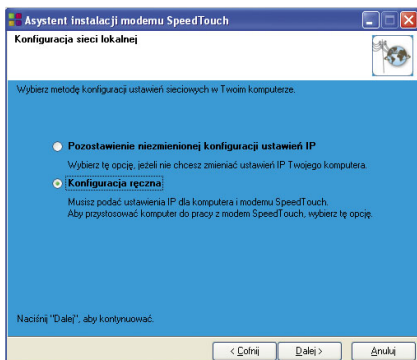 Asystent instalacji modemu SpeedTouch
Konfiguracja sieci lokalnej
Wybierz metodę konfiguracji ustawień sieciowych w Twoim komputerze.
Pozostawienie niezmienionej konfiguracji ustawień IP
Wybierz tę opcję, jeżeli nie chcesz zmieniać ustawień IP Twojego komputera.
Konfiguracja ręczna
Musisz podać ustawienia IP dla komputera i modemu SpeedTouch.
Aby przystosować komputer do pracy z modem SpeedTouch, wybierz tę opcję.
Naciśnij "Dalej", aby kontynuować.
< Cofnij Dalej > Anuluj